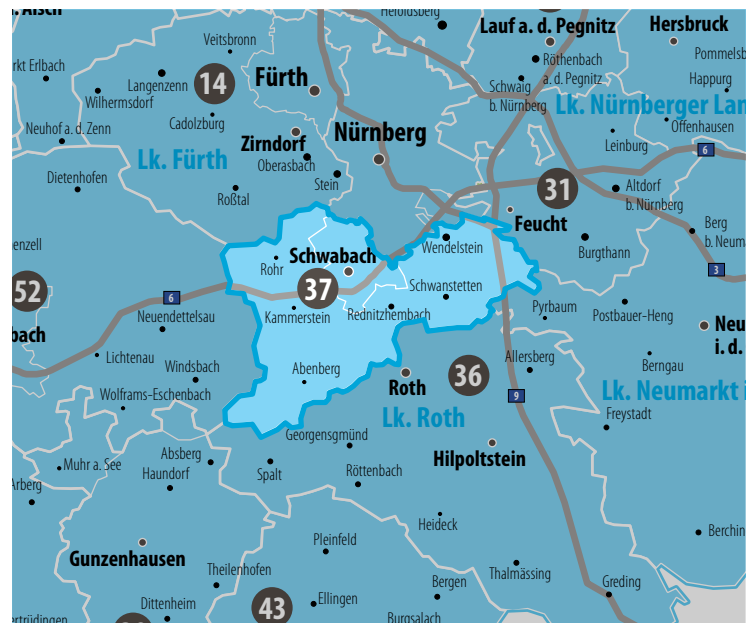 Heroldsberg
Lauf a. d. Pegnitz
Hersbruck
Veitsbronn
Röthenbach
a. d. Pegnitz
Pommelsb
rkt Erlbach
Langenzenn
14
Fürth
Schwaig
b. Nürnberg
Happurg
Wilhermsdorf
Lk. Nürnberger Lan
Cadolzburg
Offenhausen
Neuhof a. d. Zenn
Zirndorf
Nürnberg
Leinburg
6
Lk. Fürth
Oberasbach
Dietenhofen
Stein
31
Altdorf
b. Nürnberg
Roßtal
Feucht
Berg
b. Neum
enzell
Wendelstein
Burgthann
Rohr
Schwabach
3
52
6
37
Schwanstetten
Neuendettelsau
Kammerstein
Rednitzhembach
Pyrbaum
Postbauer-Heng
bach
Neu
i. d.
Lichtenau
Windsbach
Allersberg
Berngau
Abenberg
Roth
36
Wolframs-Eschenbach
9
Lk. Neumarkt i
Lk. Roth
Freystadt
Georgensgmünd
Absberg
Hilpoltstein
Muhr a. See
Haundorf
Spalt
Röttenbach
Arberg
Heideck
Berchin
Pleinfeld
Gunzenhausen
Theilenhofen
Thalmässing
Bergen
Greding
Dittenheim
43
Ellingen
ertrüdingen
Burgsalach